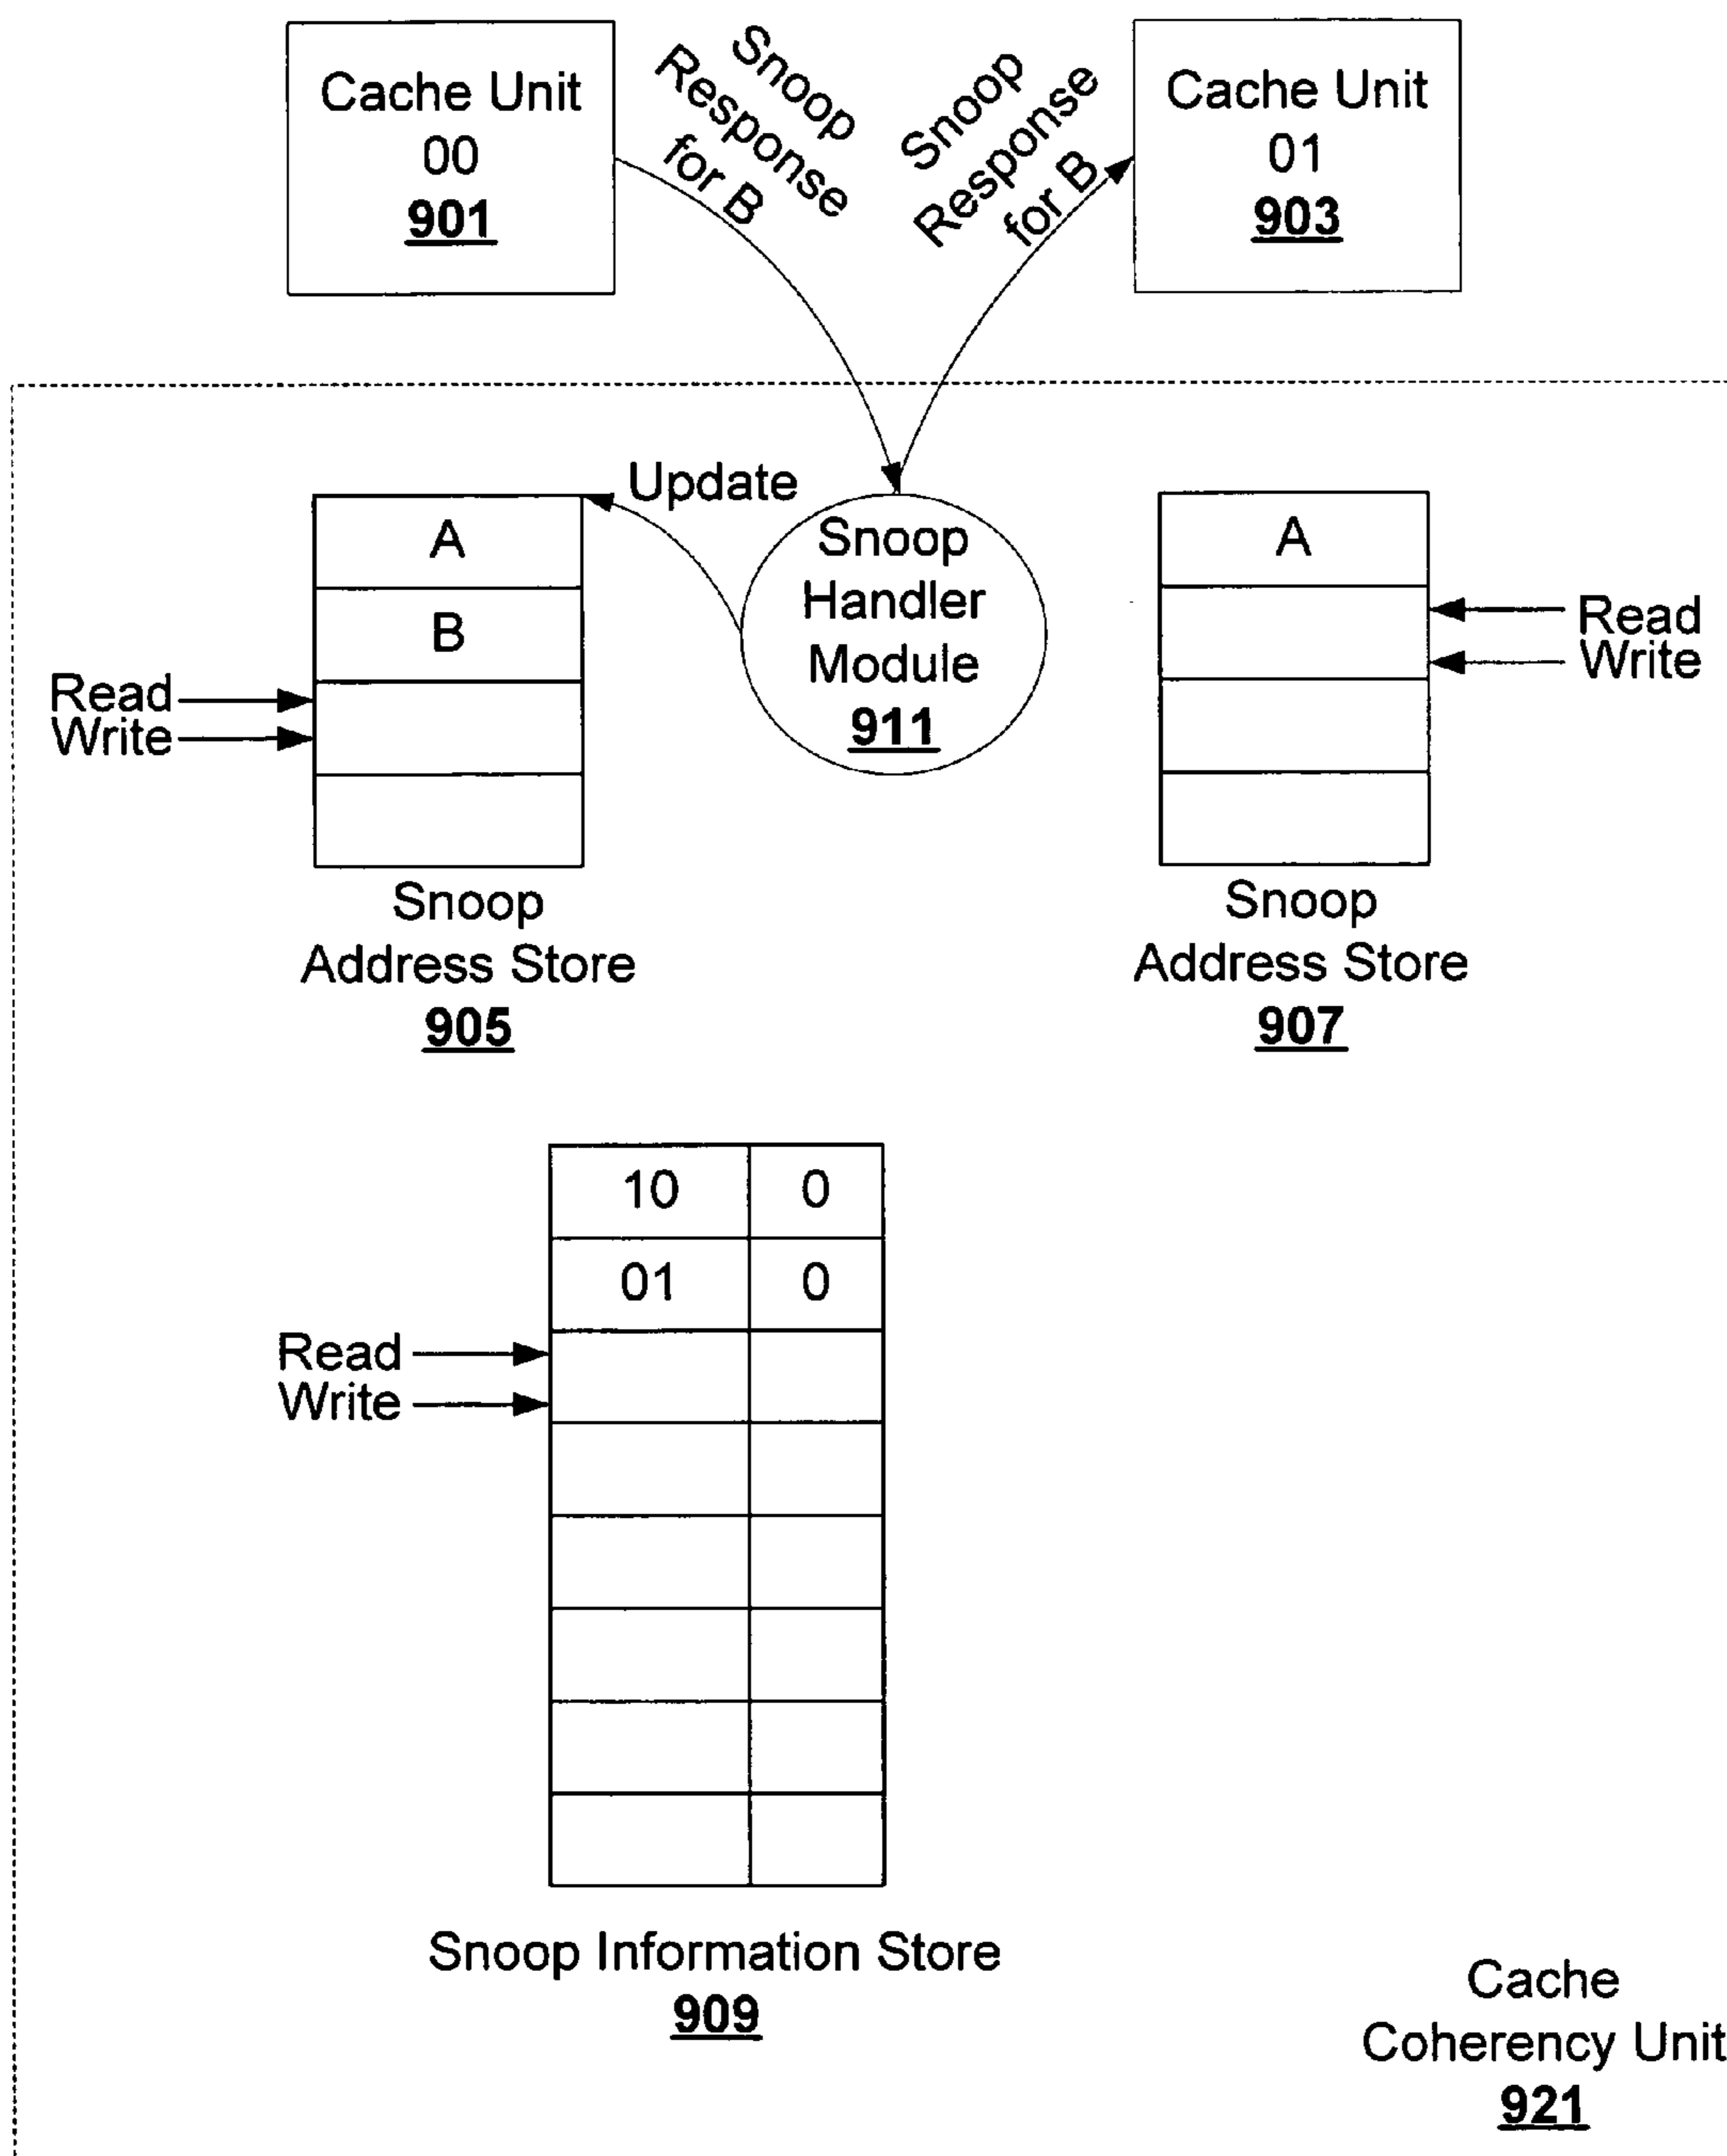 Cache Unit
00
901
Snoop
Response
for B
Snoop
Response
for B
Cache Unit
01
903
Update
A
B
Read
Write
Snoop
Handler
Module
911
A
Read
Write
Snoop
Address Store
905
Snoop
Address Store
907
10 0
01 0
Read
Write
Snoop Information Store
909
Cache
Coherency Unit
921